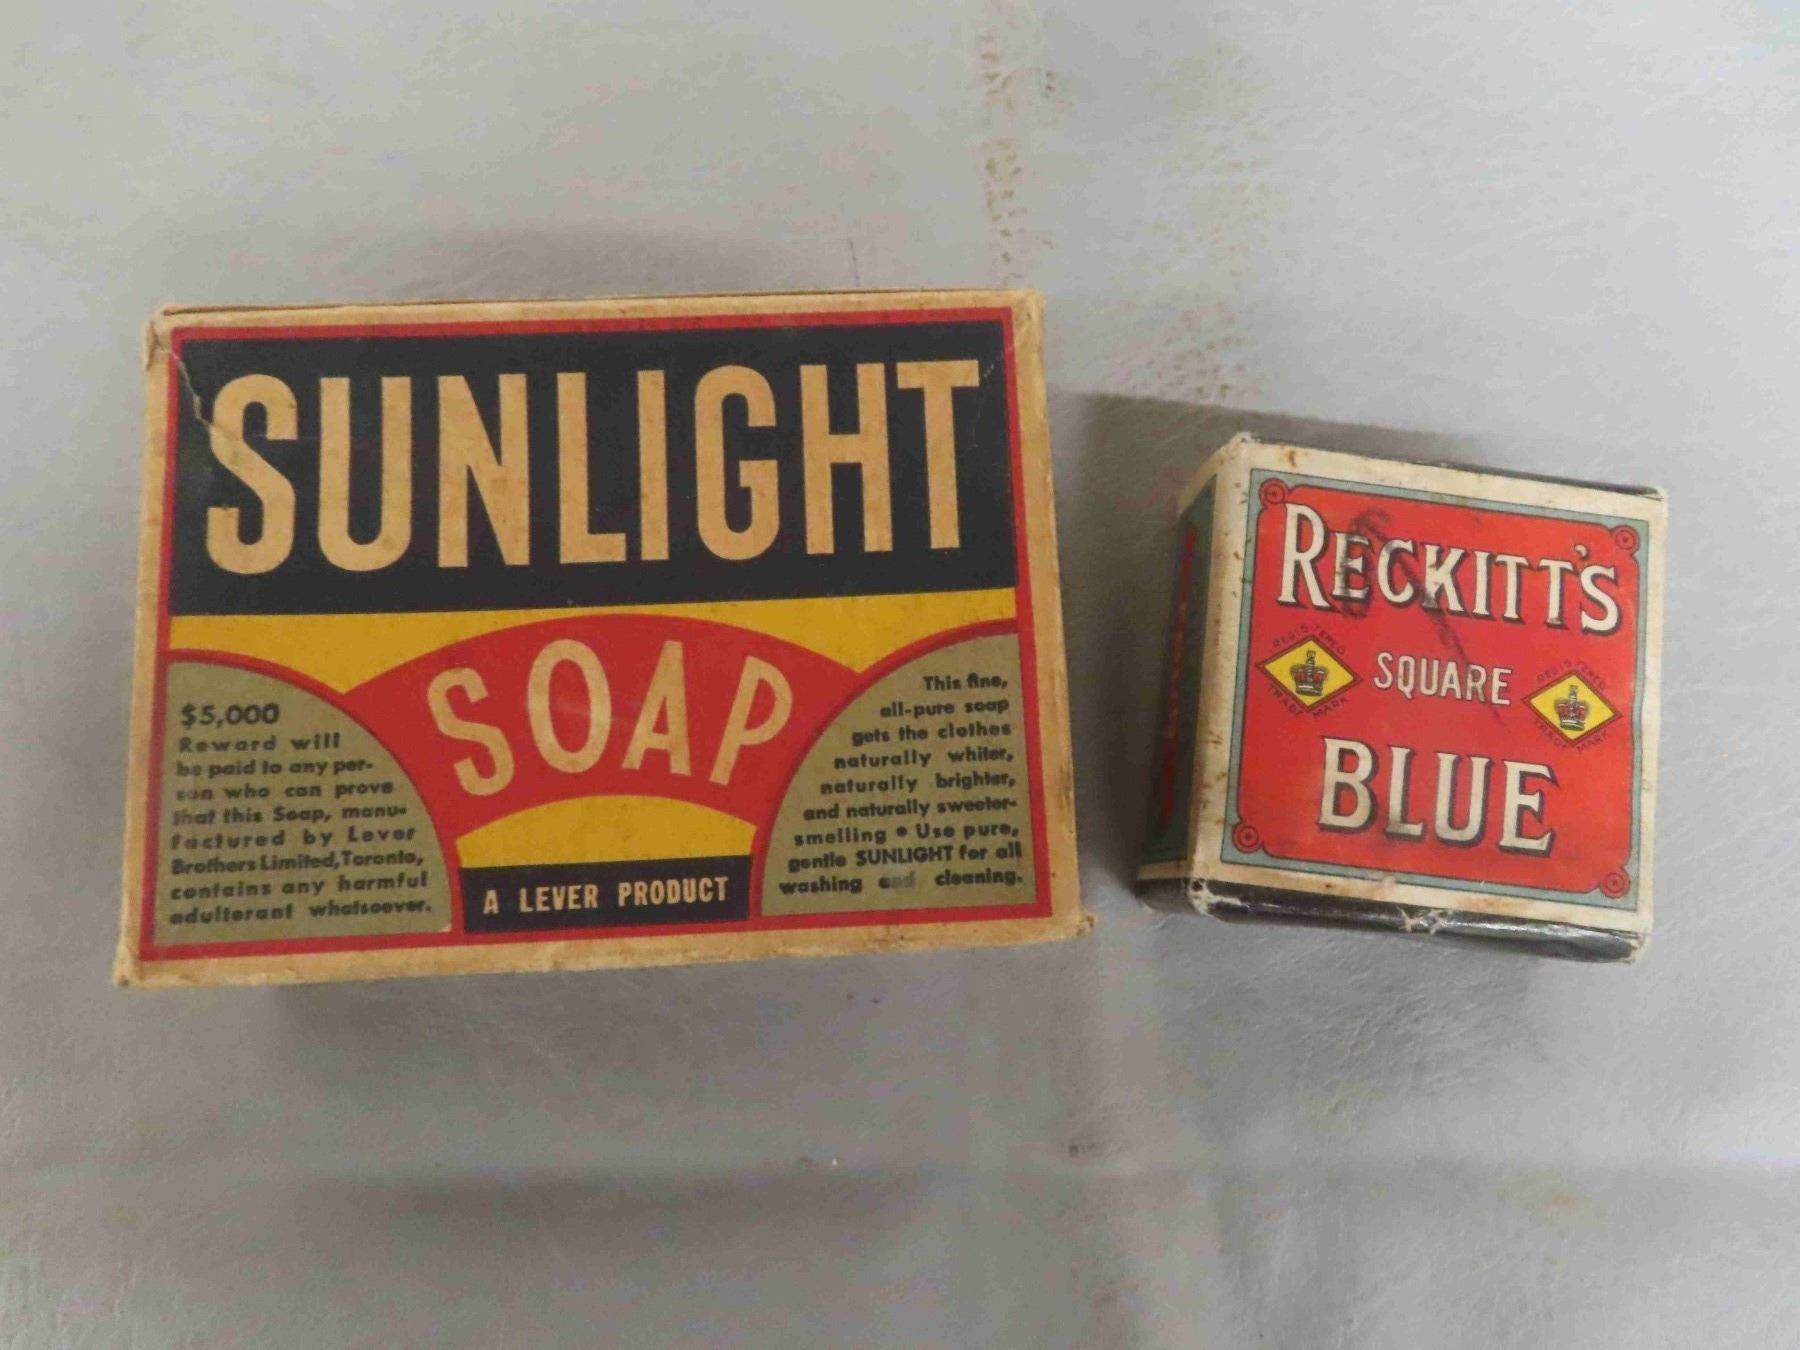 SUNLIGHT
SOAP
$5,000
Reward will
be paid to any per-
son who can prove
that this Soap, manu-
factured by Lever
Brothers Limited, Toronto,
contains any harmful
adulterant whatsoever.
This fine,
all-pure soap
gets the clothes
naturally whiter,
naturally brighter,
and naturally sweeter-
smelling • Use pure,
gentle SUNLIGHT for all
washing and cleaning.
A LEVER PRODUCT
RECKITT'S
SQUARE
BLUE
REGISTERED
TRADE MARK
REGISTERED
TRADE MARK